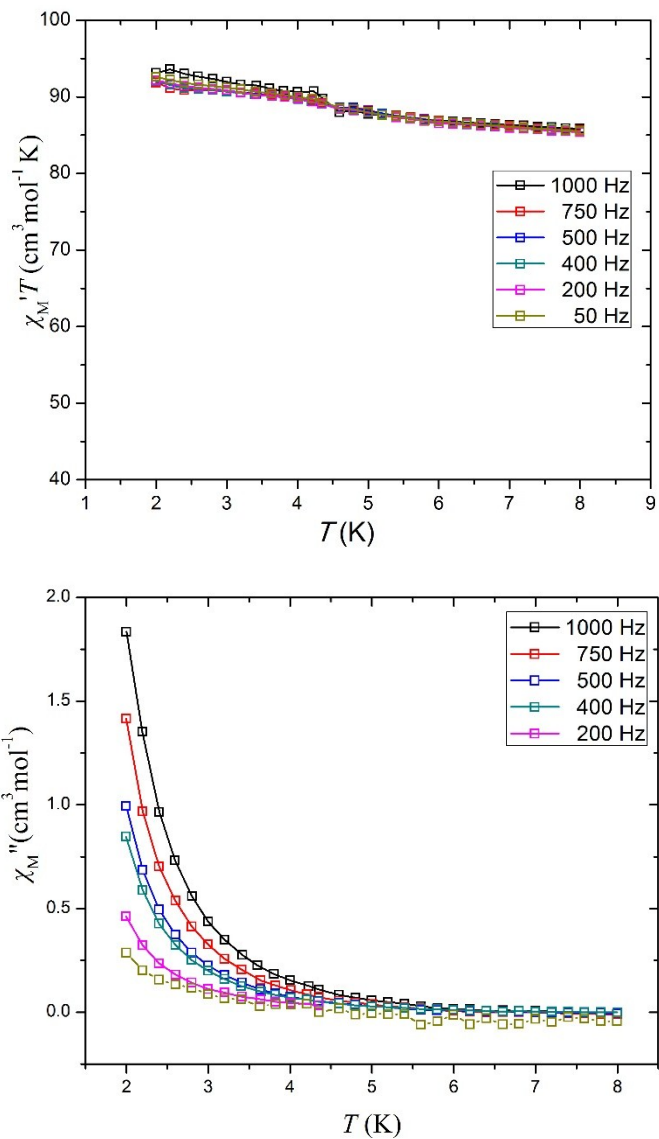 100
90
80
70
60
50
40
χM'T (cm³mol⁻¹ K)
1000 Hz
750 Hz
500 Hz
400 Hz
200 Hz
50 Hz
1 2 3 4 5 6 7 8 9
T (K)
2.0
1.5
1.0
0.5
0.0
χM"(cm³mol⁻¹)
1000 Hz
750 Hz
500 Hz
400 Hz
200 Hz
2 3 4 5 6 7 8
T (K)